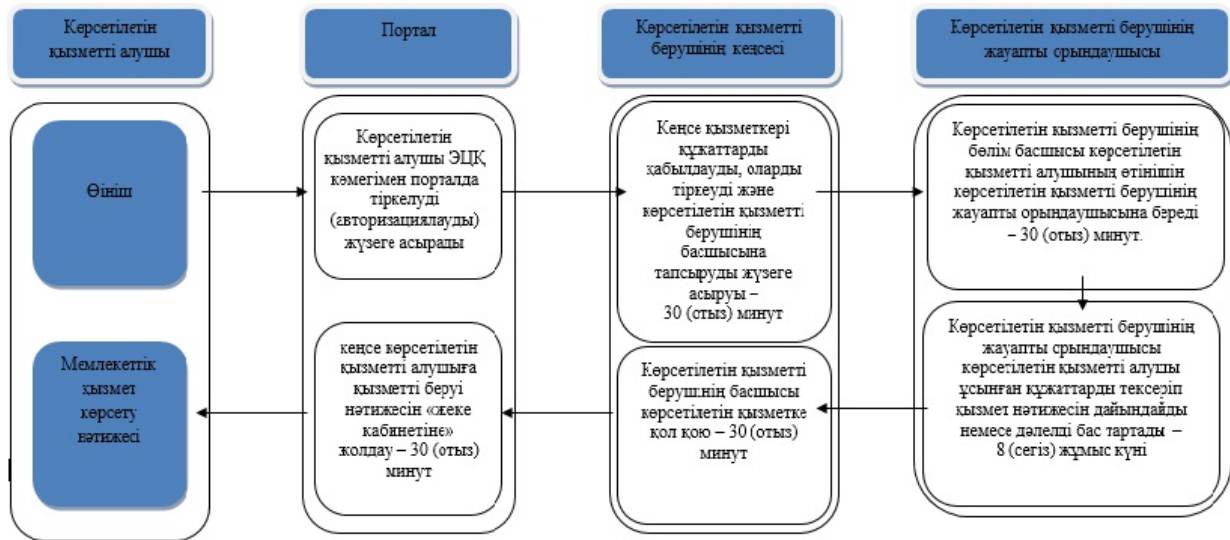 Көрсетілетін
қызметті алушы
Портал
Көрсетілетін қызметті
берушінің кеңсесі
Көрсетілетін қызметті берушінің
жауапты орындаушысы
Өініш
Көрсетілетін
қызметті алушы ЭЦҚ
көмегімен порталда
тіркелуді
(авторизациялауды)
жүзеге асырады
Кеңсе қызметкері
құжаттарды
қабылдауды, оларды
тіркеуді және
көрсетілетін қызметті
берушінің
басшысына
тапсыруды жүзеге
асыруы –
30 (отыз) минут
Көрсетілетін қызметті берушінің
бөлім басшысы көрсетілетін
қызметті алушының өтінішін
көрсетілетін қызметті берушінің
жауапты орындаушысына береді
– 30 (отыз) минут.
Мемлекеттік
қызмет
көрсету
нәтижесі
кеңсе көрсетілетін
қызметті алушыға
қызметті беруі
нәтижесін «жеке
кабинетіне»
жолдау – 30 (отыз)
минут
Көрсетілетін қызметті
берушінің басшысы
көрсетілетін қызметке
қол қою – 30 (отыз)
минут
Көрсетілетін қызметті берушінің
жауапты орындаушысы
көрсетілетін қызметті алушы
ұсынған құжаттарды тексеріп
қызмет нәтижесін дайындайды
немесе дәлелді бас тартады –
8 (сегіз) жұмыс күні